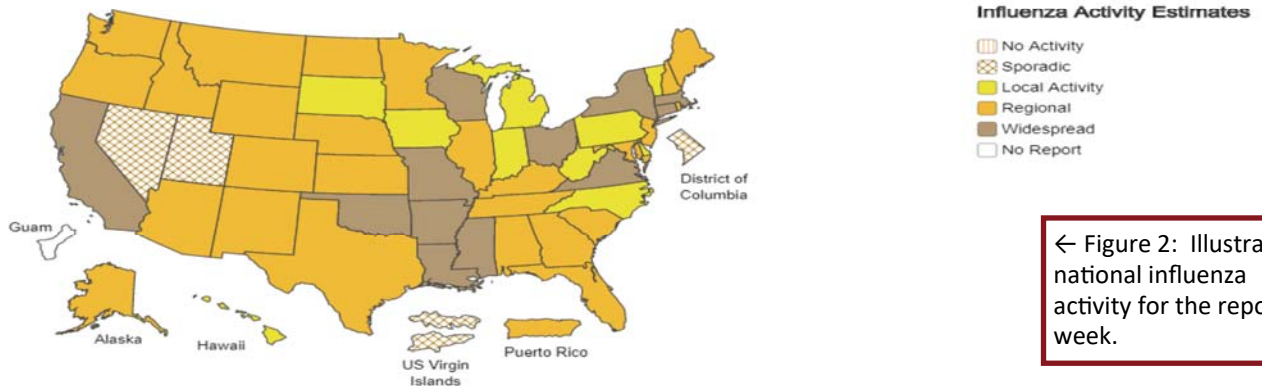 Influenza Activity Estimates
No Activity
Sporadic
Local Activity
Regional
Widespread
No Report
District of
Columbia
Guam
Alaska
Hawaii
US Virgin
Islands
Puerto Rico
← Figure 2: Illustra
national influenza
activity for the repo
week.